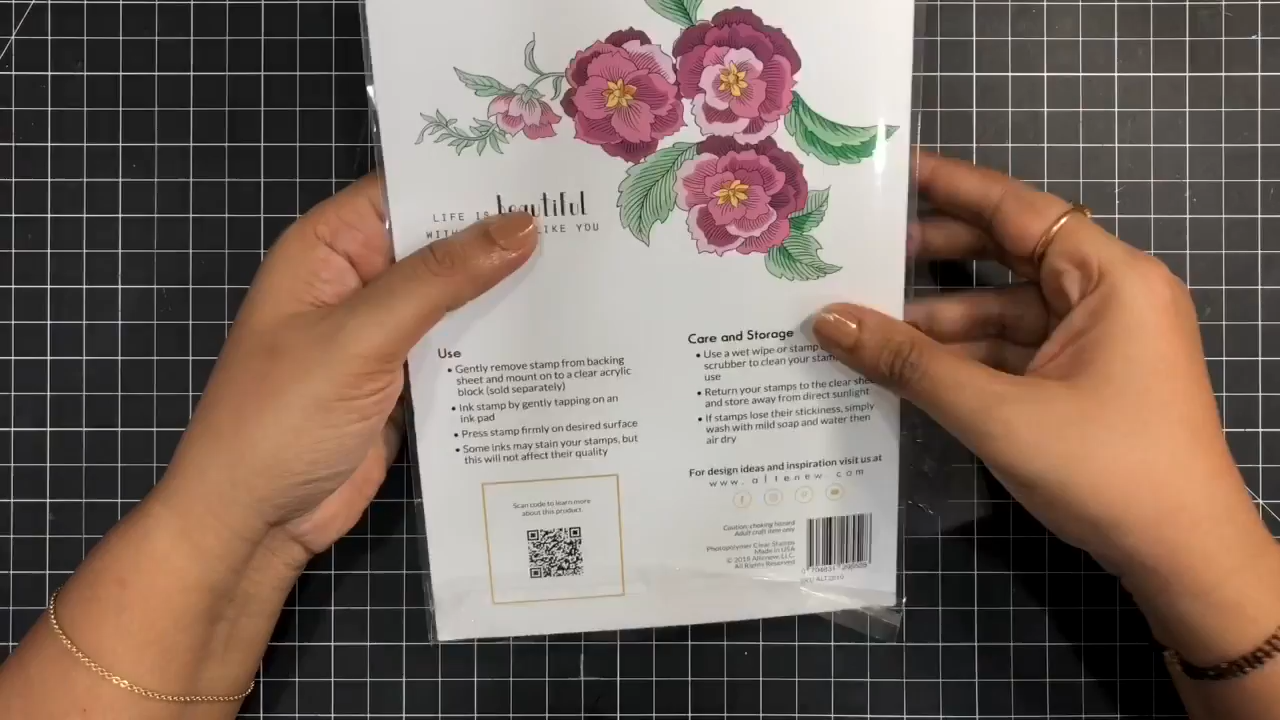 LIFE IS beautiful
LIKE YOU
Use
• Gently remove stamp from backing
sheet and mount on to a clear acrylic
block (sold separately)
• Ink stamp by gently tapping on an
ink pad
• Press stamp firmly on desired surface
• Some inks may stain your stamps, but
this will not affect their quality
Scan code to learn more
about this product.
Care and Storage
• Use a wet wipe or stamp
scrubber to clean your
use
• Return your stamps to the clear
and store away from direct sunlight
• If stamps lose their stickiness, simply
wash with mild soap and water then
air dry
For design ideas and inspiration visit us at
www.altenew.com
Caution: choking hazard
Adult craft item only
Photopolymer Clear Stamps
Made in USA
© 2018 Altenew, LLC.
All Rights Reserved